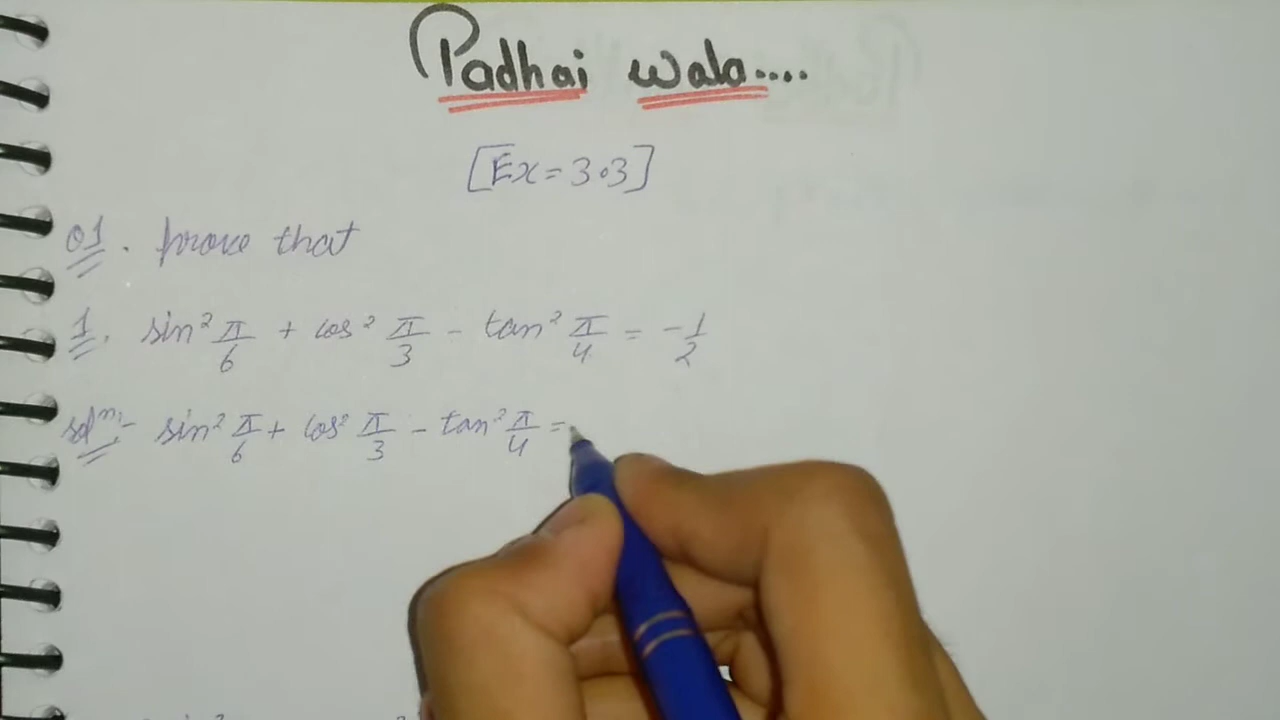 Padhai wala....
[Ex = 3.3]
Q1. prove that
1. sin² π/6 + cos² π/3 - tan² π/4 = -1/2
solⁿ:- sin² π/6 + cos² π/3 - tan² π/4 =